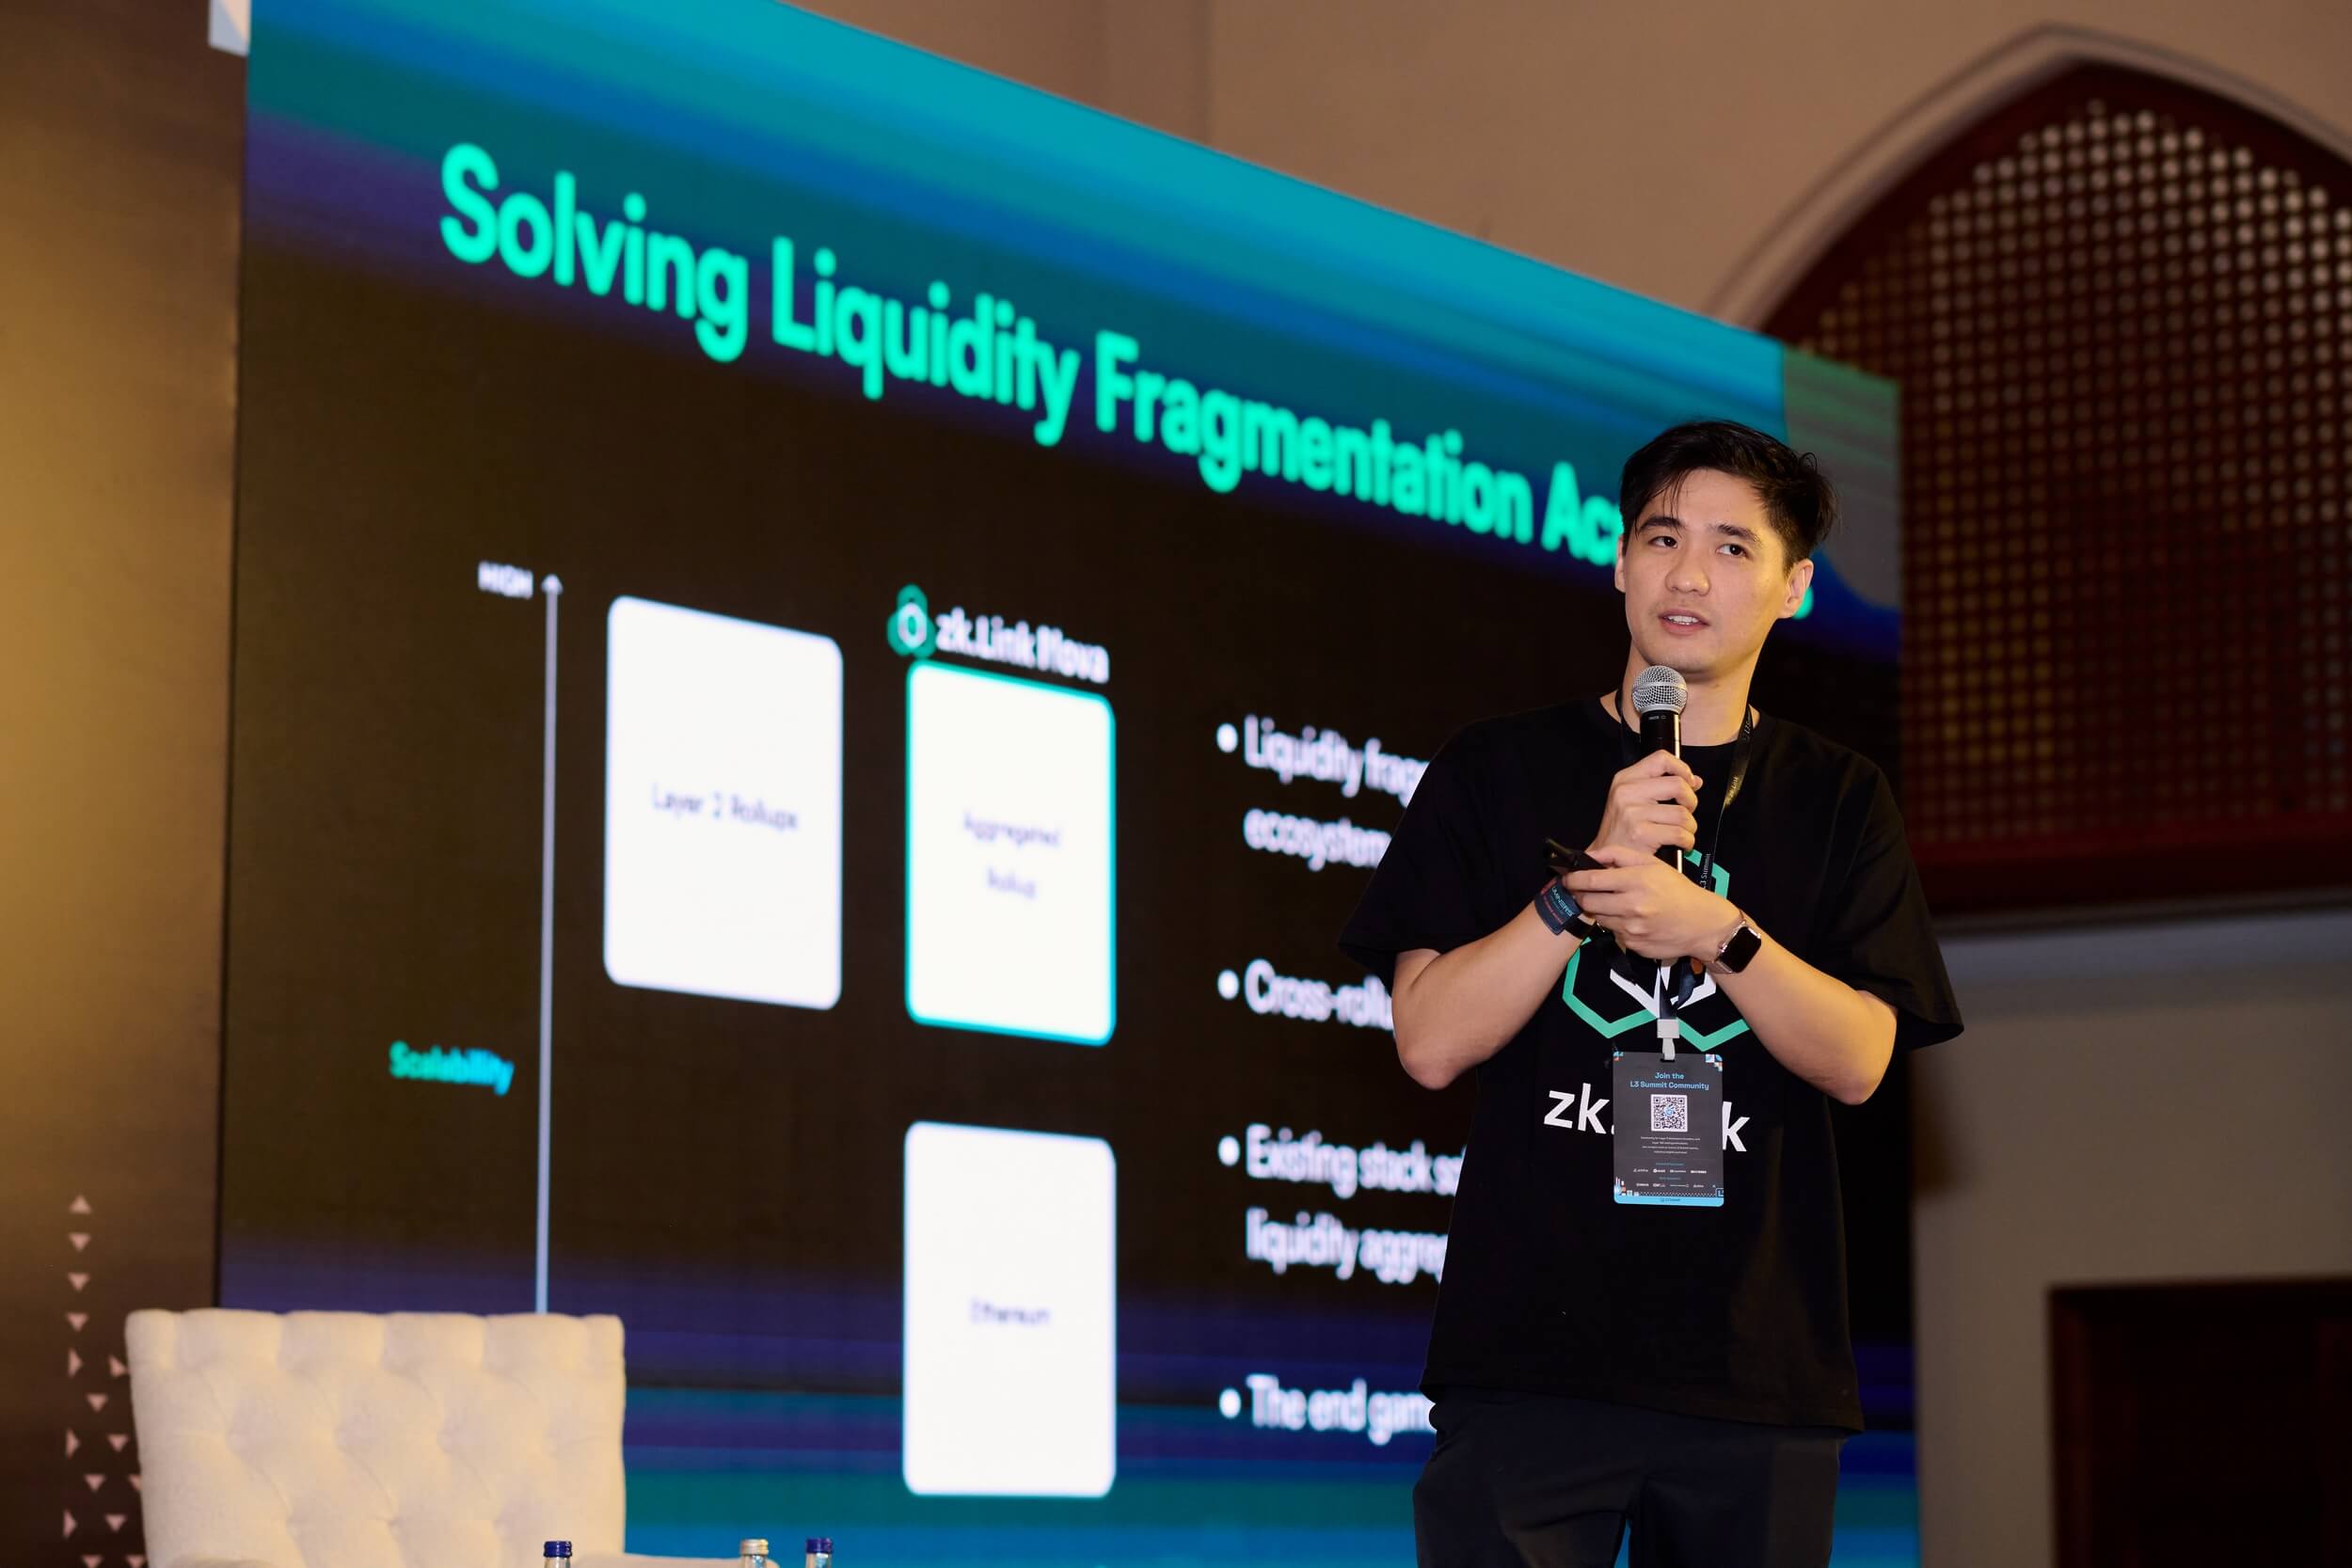 Solving Liquidity Fragmentation Ac
HIGH
zk.Link Nova
Layer 2 Rollups
Aggregated
Rollup
Scalability
Ethereum
• Liquidity frag
ecosystem
• Cross-rollu
• Existing stack so
liquidity aggreg
• The end gam
zk. k
Join the
L3 Summit Community